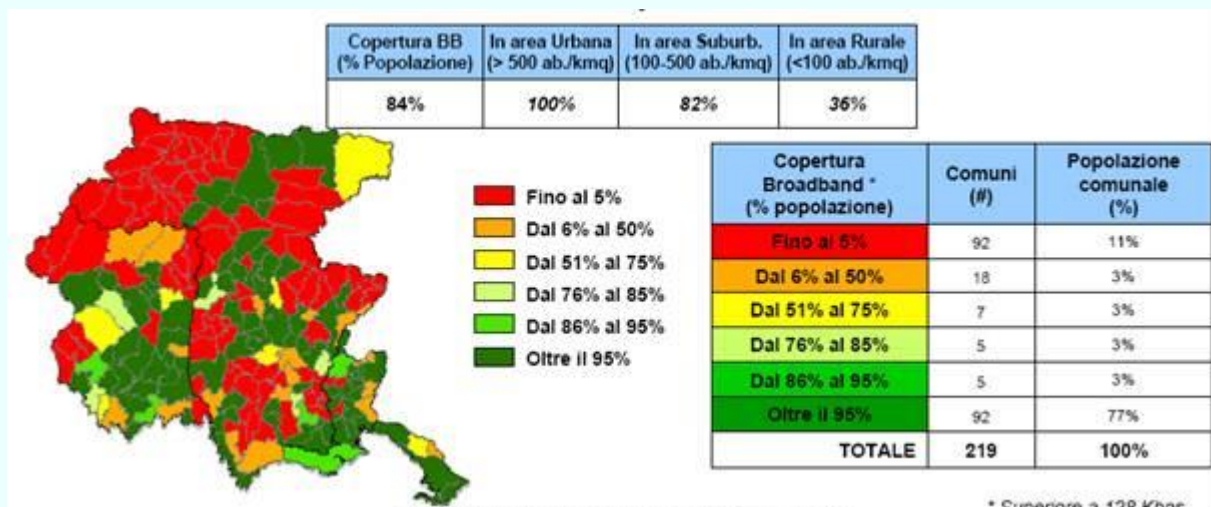 Copertura BB
(% Popolazione)
In area Urbana
(> 500 ab./kmq)
In area Suburb.
(100-500 ab./kmq)
In area Rurale
(<100 ab./kmq)
84%
100%
82%
36%
Fino al 5%
Dal 6% al 50%
Dal 51% al 75%
Dal 76% al 85%
Dal 86% al 95%
Oltre il 95%
Copertura
Broadband *
(% popolazione)
Comuni
(#)
Popolazione
comunale
(%)
Fino al 5% 92 11%
Dal 6% al 50% 18 3%
Dal 51% al 75% 7 3%
Dal 76% al 85% 5 3%
Dal 86% al 95% 5 3%
Oltre il 95% 92 77%
TOTALE 219 100%
* Superiore a 128 Kbps